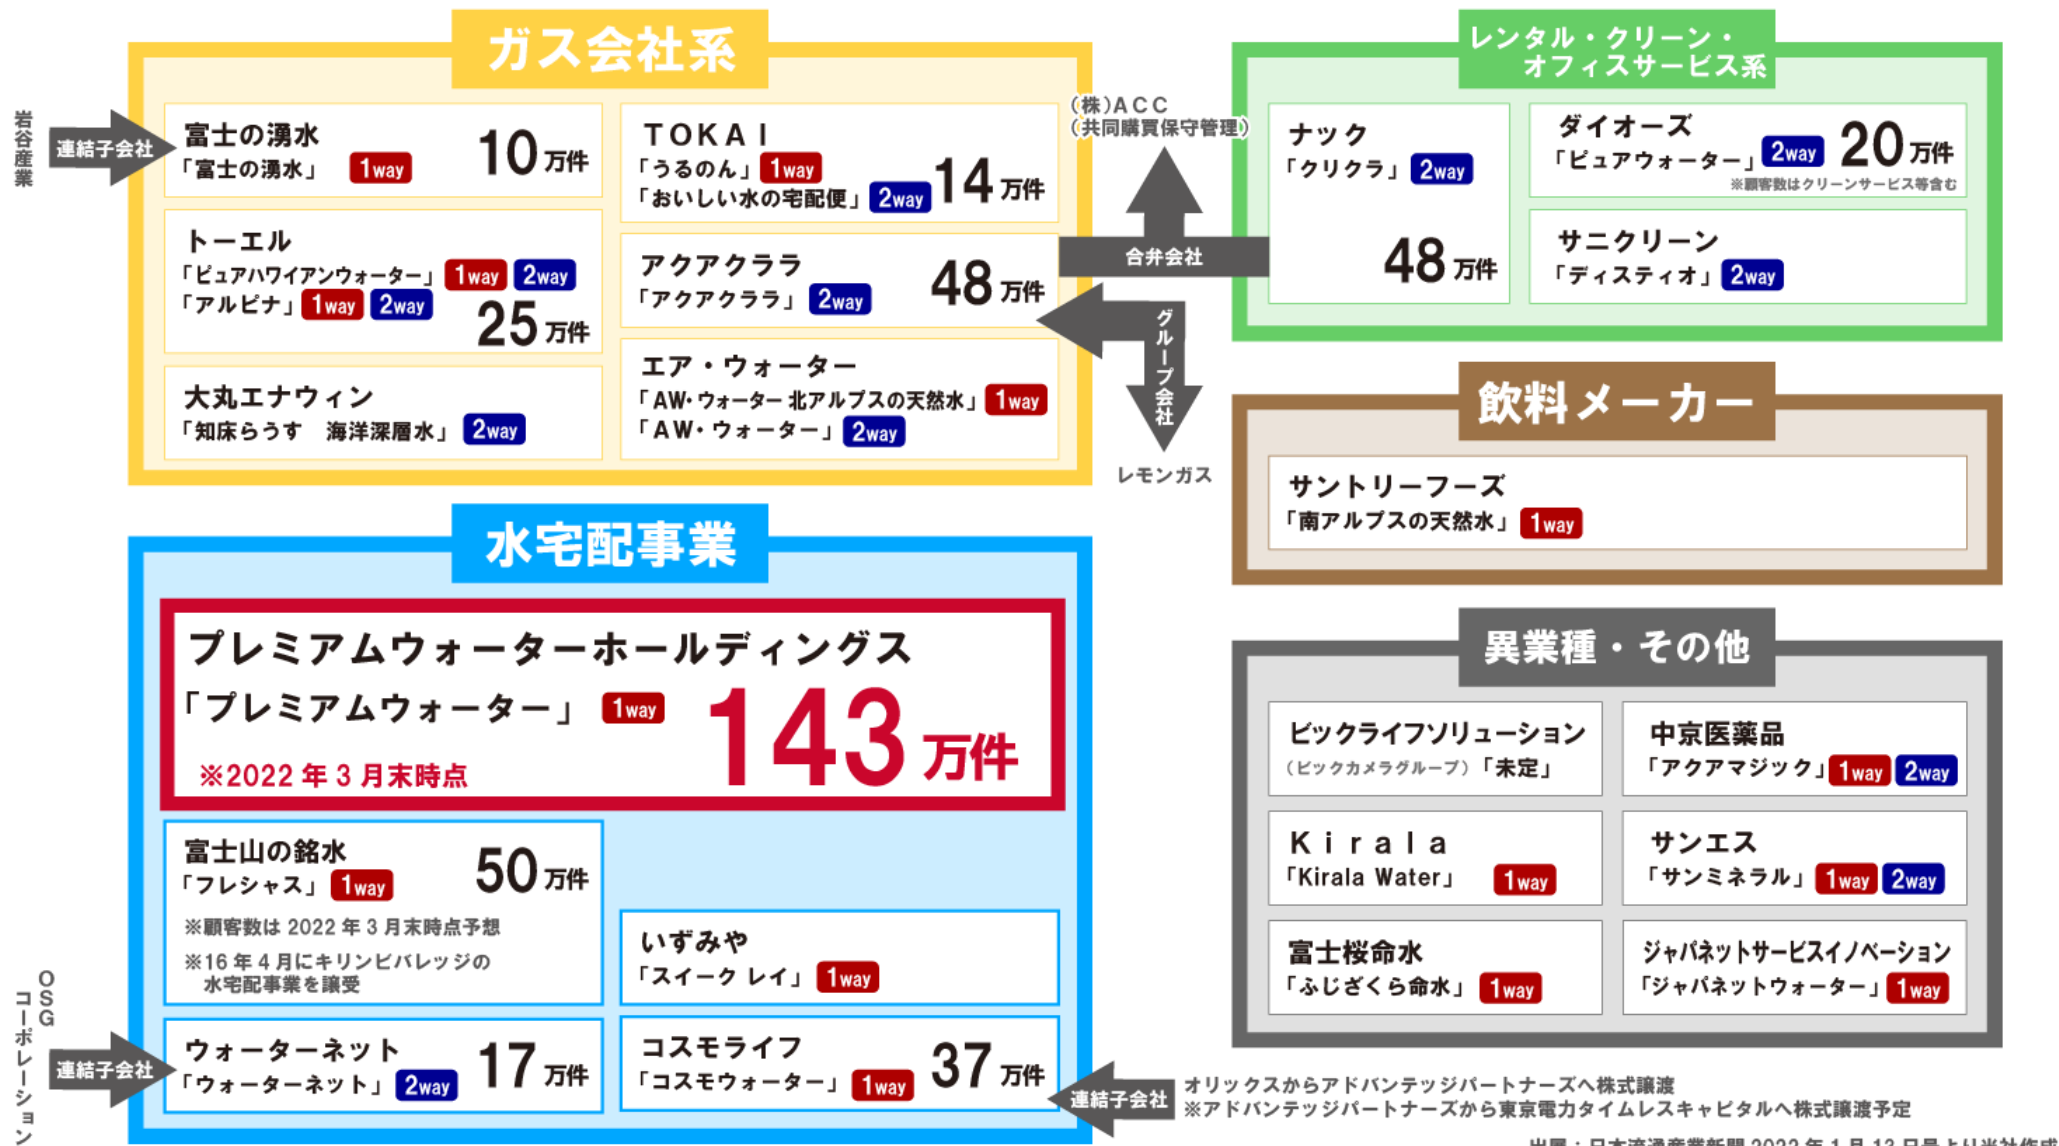 ガス会社系
岩谷産業
連結子会社
富士の湧水
「富士の湧水」 1way 10万件
トーエル
「ピュアハワイアンウォーター」 1way 2way
「アルピナ」 1way 2way
25万件
大丸エナウィン
「知床らうす 海洋深層水」 2way
TOKAI
「うるのん」 1way
「おいしい水の宅配便」 2way 14万件
アクアクララ
「アクアクララ」 2way 48万件
エア・ウォーター
「AW・ウォーター 北アルプスの天然水」 1way
「AW・ウォーター」 2way
(株)ACC
(共同購買保守管理)
合弁会社
グループ会社
レモンガス
レンタル・クリーン・
オフィスサービス系
ナック
「クリクラ」 2way
48万件
ダイオーズ
「ピュアウォーター」 2way 20万件
※顧客数はクリーンサービス等含む
サニクリーン
「ディスティオ」 2way
飲料メーカー
サントリーフーズ
「南アルプスの天然水」 1way
水宅配事業
プレミアムウォーターホールディングス
「プレミアムウォーター」 1way 143万件
※2022年3月末時点
富士山の銘水
「フレシャス」 1way 50万件
※顧客数は 2022年3月末時点予想
※16年4月にキリンビバレッジの
水宅配事業を譲受
いずみや
「スイーク レイ」 1way
OSG
コーポレーション
連結子会社
ウォーターネット
「ウォーターネット」 2way 17万件
コスモライフ
「コスモウォーター」 1way 37万件
連結子会社
オリックスからアドバンテッジパートナーズへ株式譲渡
※アドバンテッジパートナーズから東京電力タイムレスキャピタルへ株式譲渡予定
異業種・その他
ビックライフソリューション
(ビックカメラグループ)「未定」
中京医薬品
「アクアマジック」 1way 2way
Kirala
「Kirala Water」 1way
サンエス
「サンミネラル」 1way 2way
富士桜命水
「ふじざくら命水」 1way
ジャパネットサービスイノベーション
「ジャパネットウォーター」 1way
出展：日本流通産業新聞 2022年1月13日号より当社作成